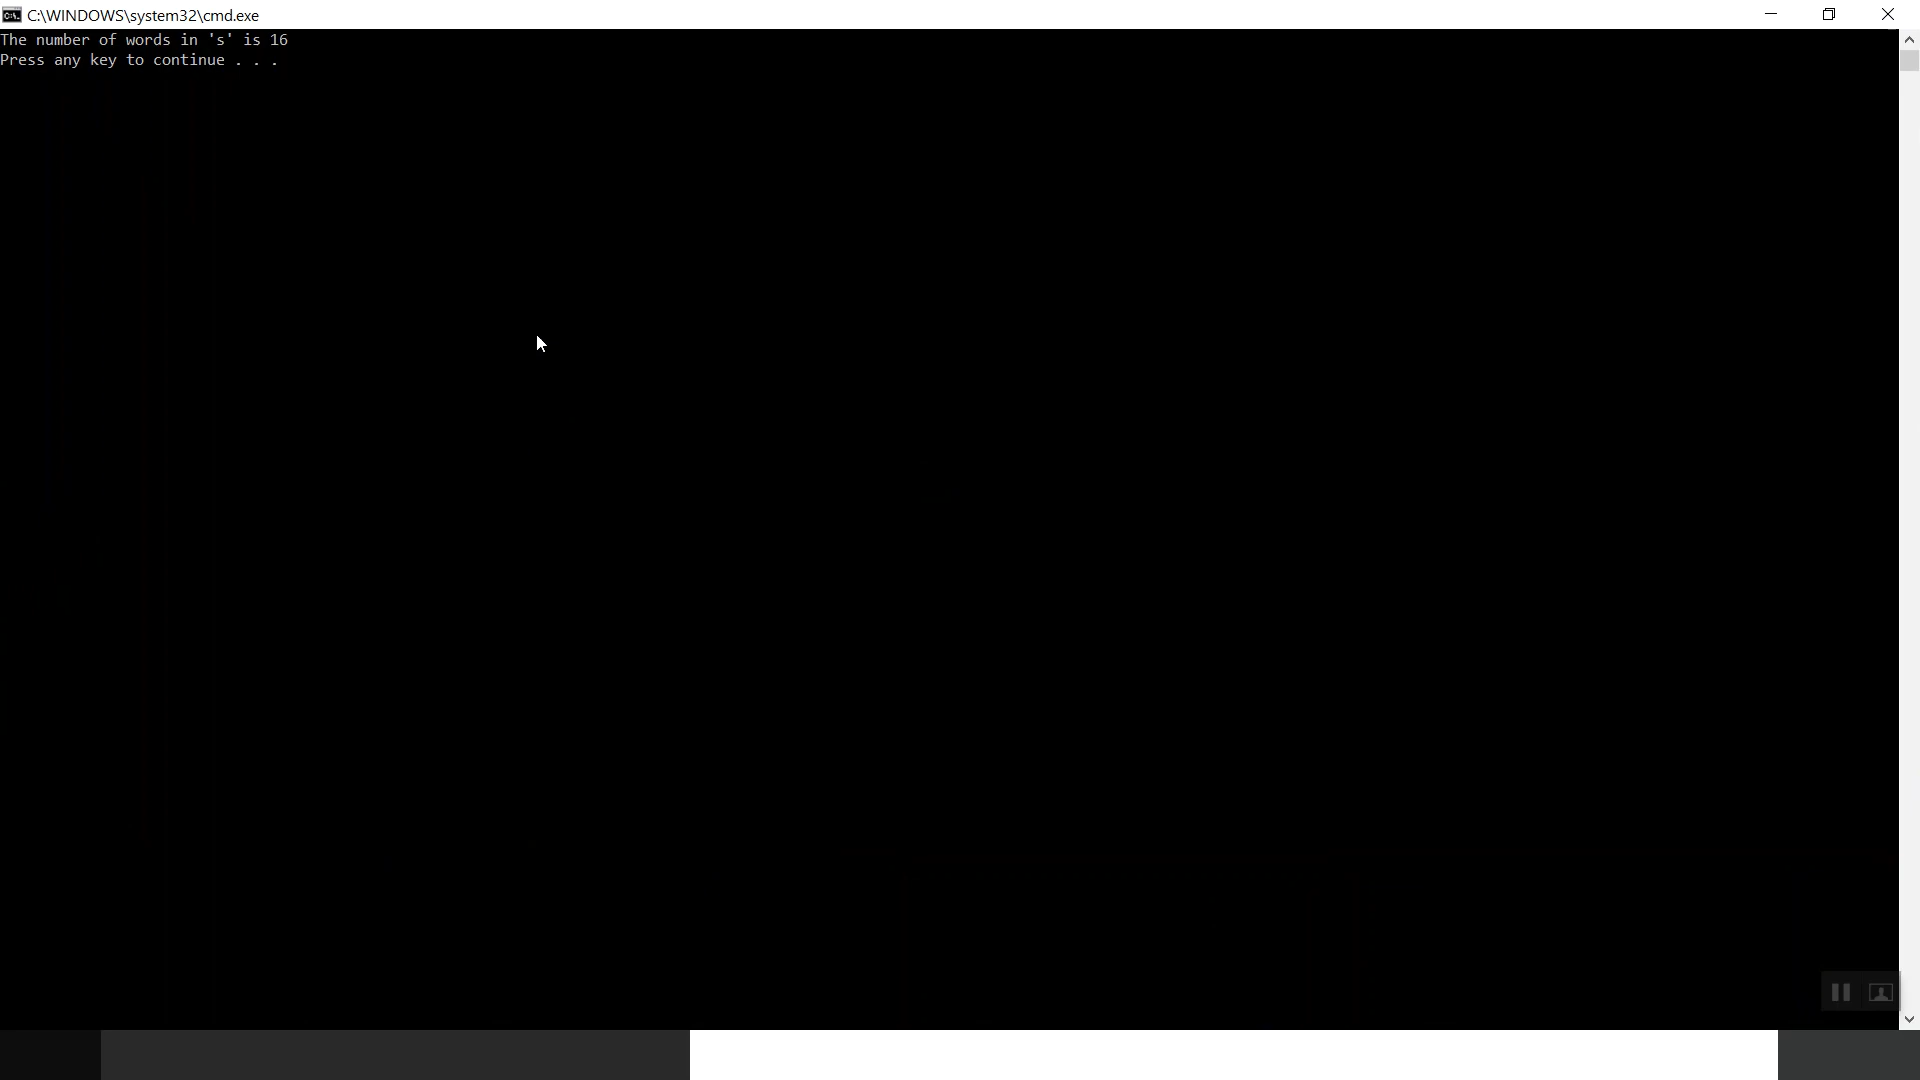 C:\WINDOWS\system32\cmd.exe
The number of words in 's' is 16
Press any key to continue . . .